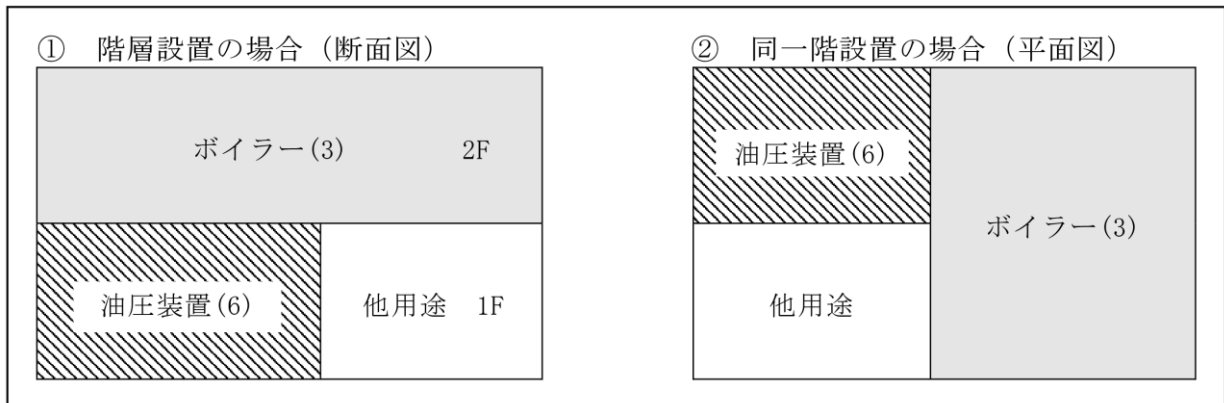 ① 階層設置の場合(断面図)
ボイラー(3) 2F
油圧装置(6)
他用途 1F
② 同一階設置の場合(平面図)
油圧装置(6)
ボイラー(3)
他用途